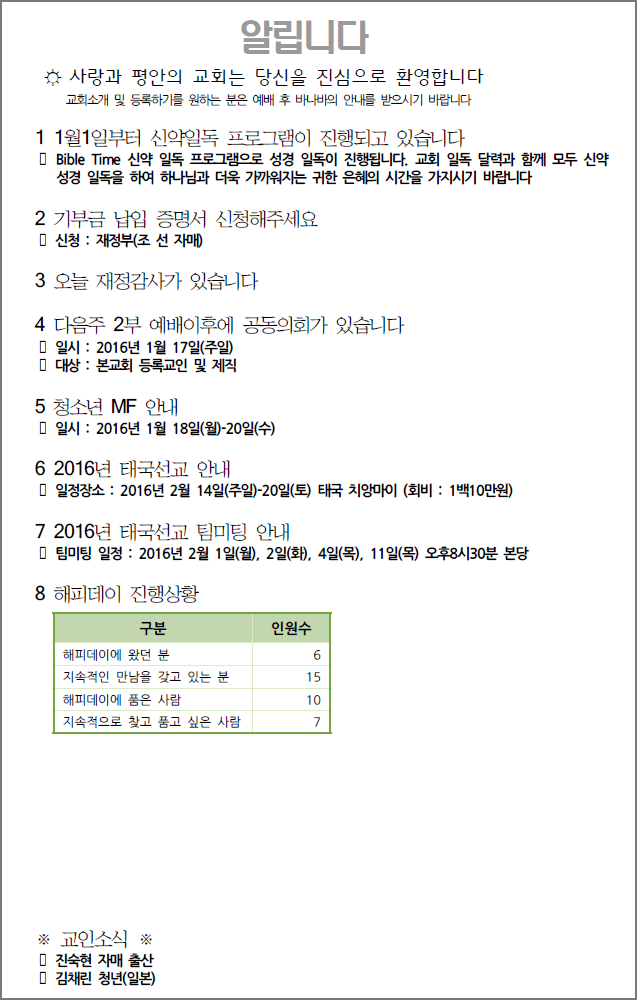 알립니다
☼ 사랑과 평안의 교회는 당신을 진심으로 환영합니다
교회소개 및 등록하기를 원하는 분은 예배 후 바나바의 안내를 받으시기 바랍니다
1 1월1일부터 신약일독 프로그램이 진행되고 있습니다
▯ Bible Time 신약 일독 프로그램으로 성경 일독이 진행됩니다. 교회 일독 달력과 함께 모두 신약
성경 일독을 하여 하나님과 더욱 가까워지는 귀한 은혜의 시간을 가지시기 바랍니다
2 기부금 납입 증명서 신청해주세요
▯ 신청 : 재정부(조 선 자매)
3 오늘 재정감사가 있습니다
4 다음주 2부 예배이후에 공동의회가 있습니다
▯ 일시 : 2016년 1월 17일(주일)
▯ 대상 : 본교회 등록교인 및 제직
5 청소년 MF 안내
▯ 일시 : 2016년 1월 18일(월)-20일(수)
6 2016년 태국선교 안내
▯ 일정장소 : 2016년 2월 14일(주일)-20일(토) 태국 치앙마이 (회비 : 1백10만원)
7 2016년 태국선교 팀미팅 안내
▯ 팀미팅 일정 : 2016년 2월 1일(월), 2일(화), 4일(목), 11일(목) 오후8시30분 본당
8 해피데이 진행상황
구분 인원수
해피데이에 왔던 분 6
지속적인 만남을 갖고 있는 분 15
해피데이에 품은 사람 10
지속적으로 찾고 품고 싶은 사람 7
※ 교인소식 ※
▯ 진숙현 자매 출산
▯ 김채린 청년(일본)